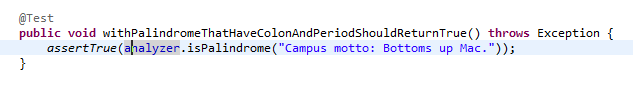 @Test
public void withPalindromeThatHaveColonAndPeriodShouldReturnTrue() throws Exception {
assertTrue(analyzer.isPalindrome("Campus motto: Bottoms up Mac."));
}